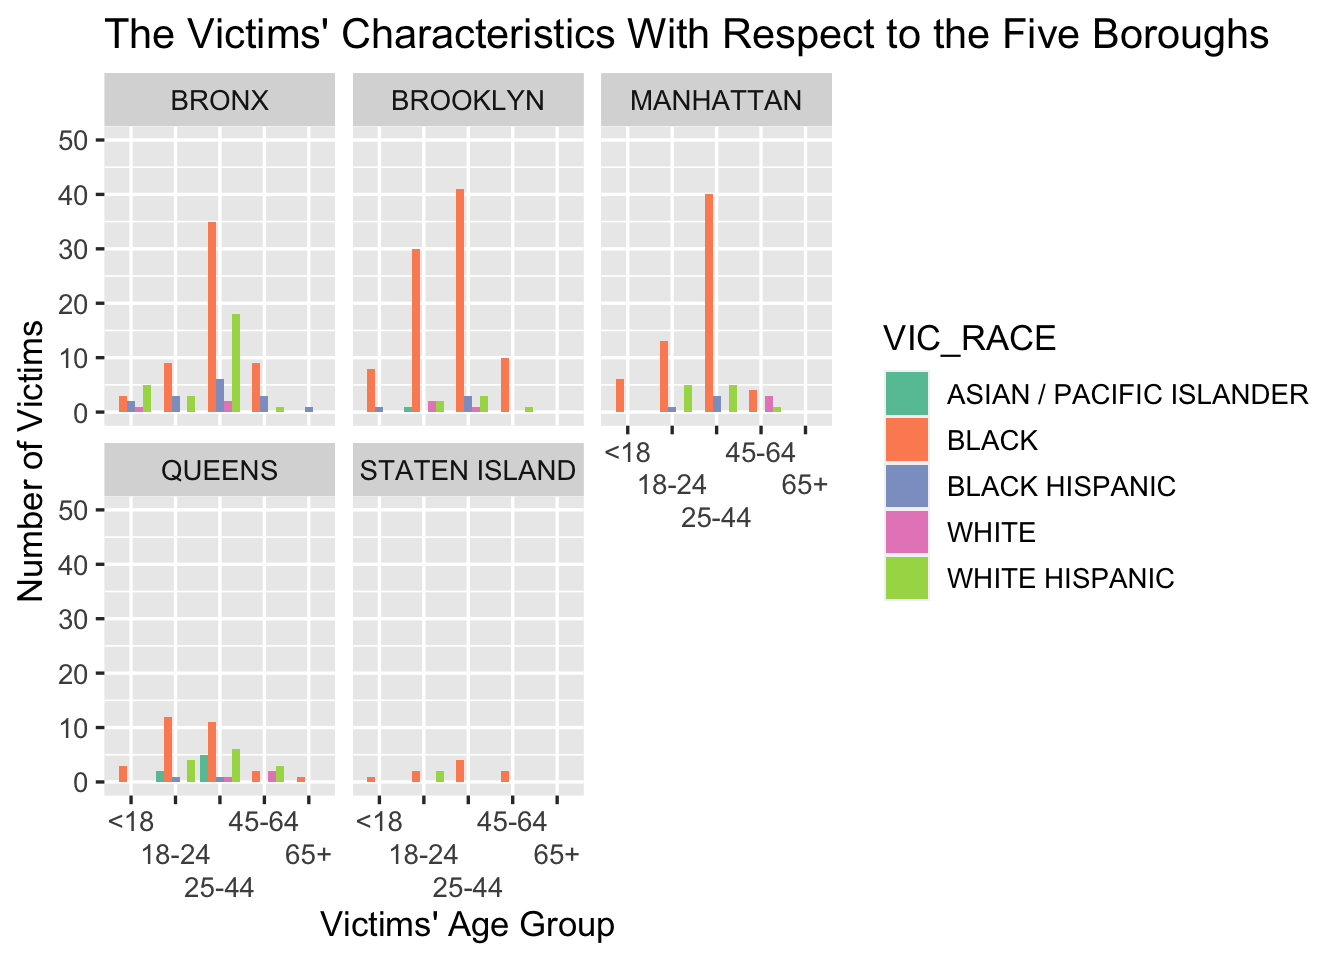 The Victims' Characteristics With Respect to the Five Boroughs
BRONX
BROOKLYN
MANHATTAN
50
40
30
20
10
0
<18
18-24
25-44
45-64
65+
QUEENS
STATEN ISLAND
50
40
30
20
10
0
<18
18-24
25-44
45-64
65+
<18
18-24
25-44
45-64
65+
Number of Victims
Victims' Age Group
VIC_RACE
ASIAN / PACIFIC ISLANDER
BLACK
BLACK HISPANIC
WHITE
WHITE HISPANIC